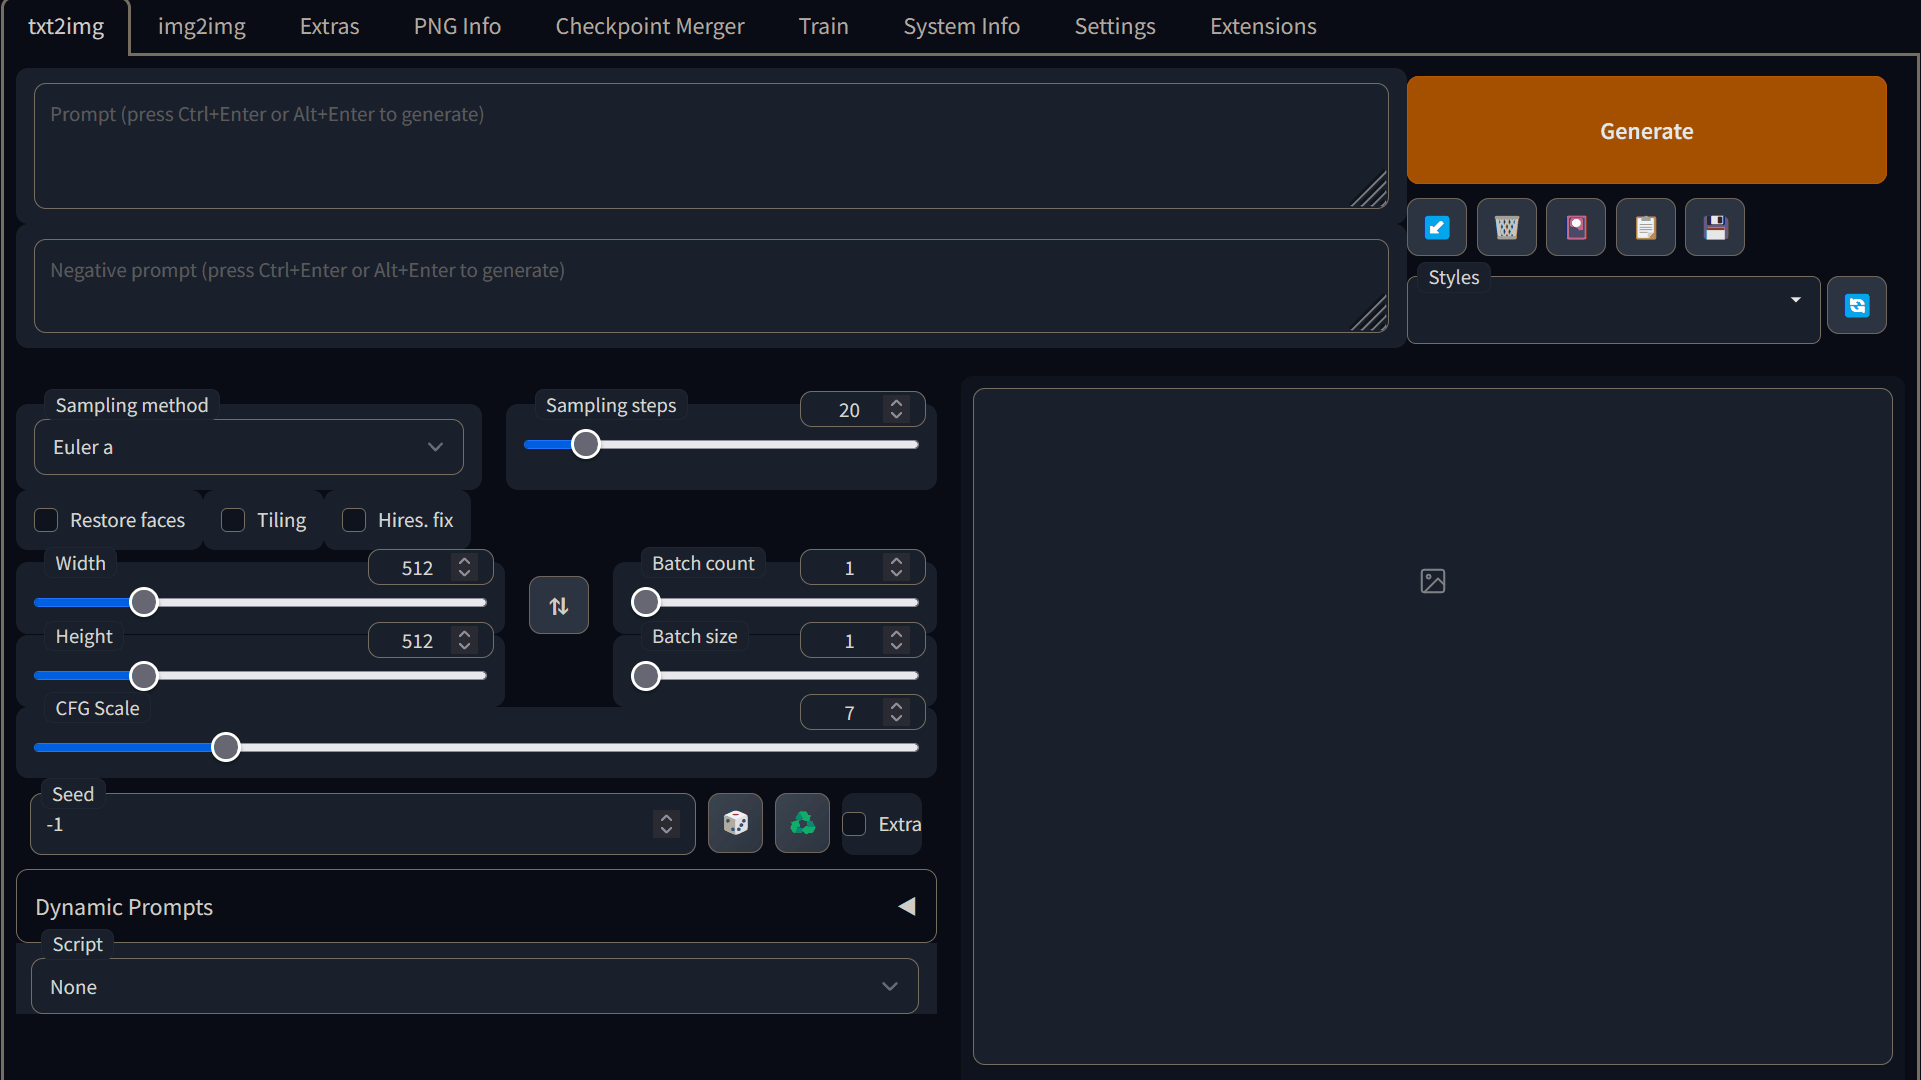 txt2img img2img Extras PNG Info Checkpoint Merger Train System Info Settings Extensions
Prompt (press Ctrl+Enter or Alt+Enter to generate)
Generate
Negative prompt (press Ctrl+Enter or Alt+Enter to generate)
Styles
Sampling method
Euler a
Sampling steps
20
Restore faces
Tiling
Hires. fix
Width
512
Batch count
1
Height
512
Batch size
1
CFG Scale
7
Seed
-1
Extra
Dynamic Prompts
Script
None